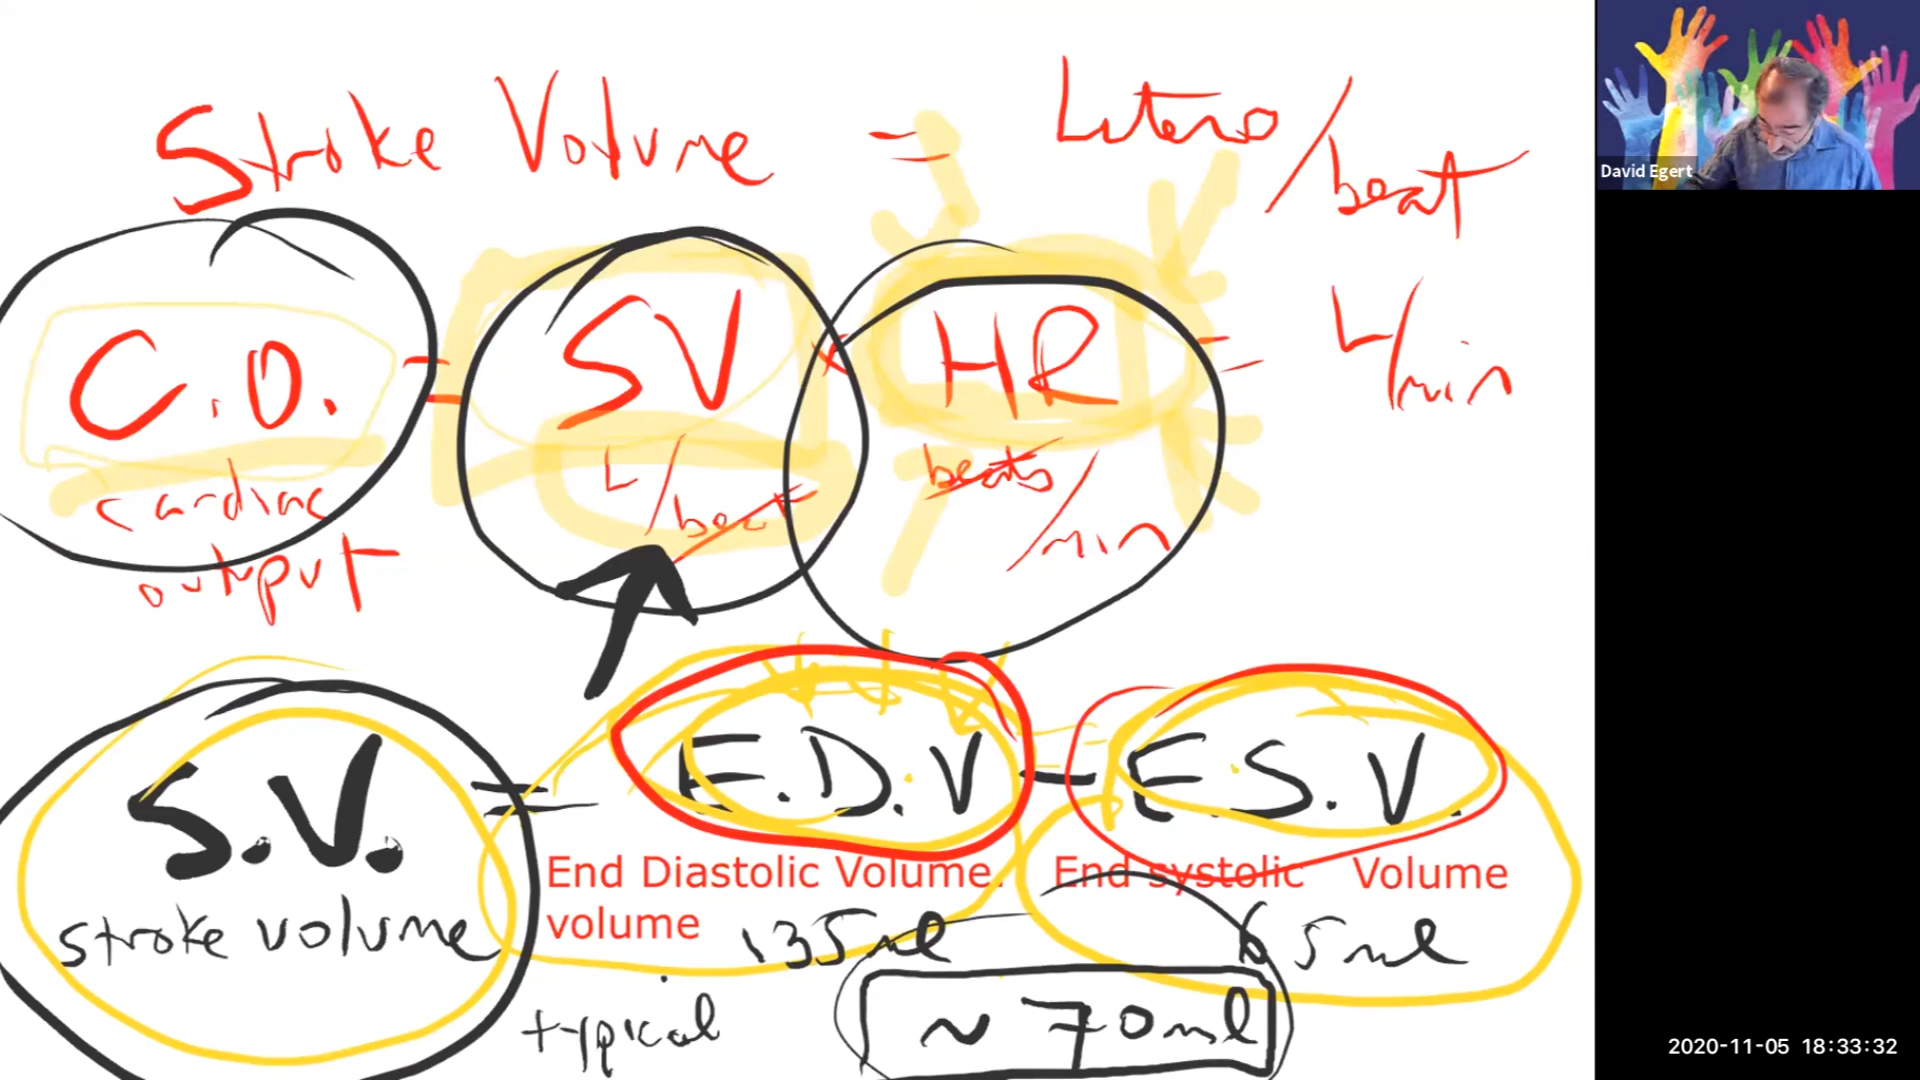 Stroke Volume = Liters/beat
C.O. = SV x HR = L/min
cardiac output
L/beat
beats/min
S.V. = E.D.V - E.S.V.
End Diastolic Volume.
volume
End systolic Volume
stroke volume
135ml
65ml
typical
~ 70ml
David Egert
2020-11-05 18:33:32